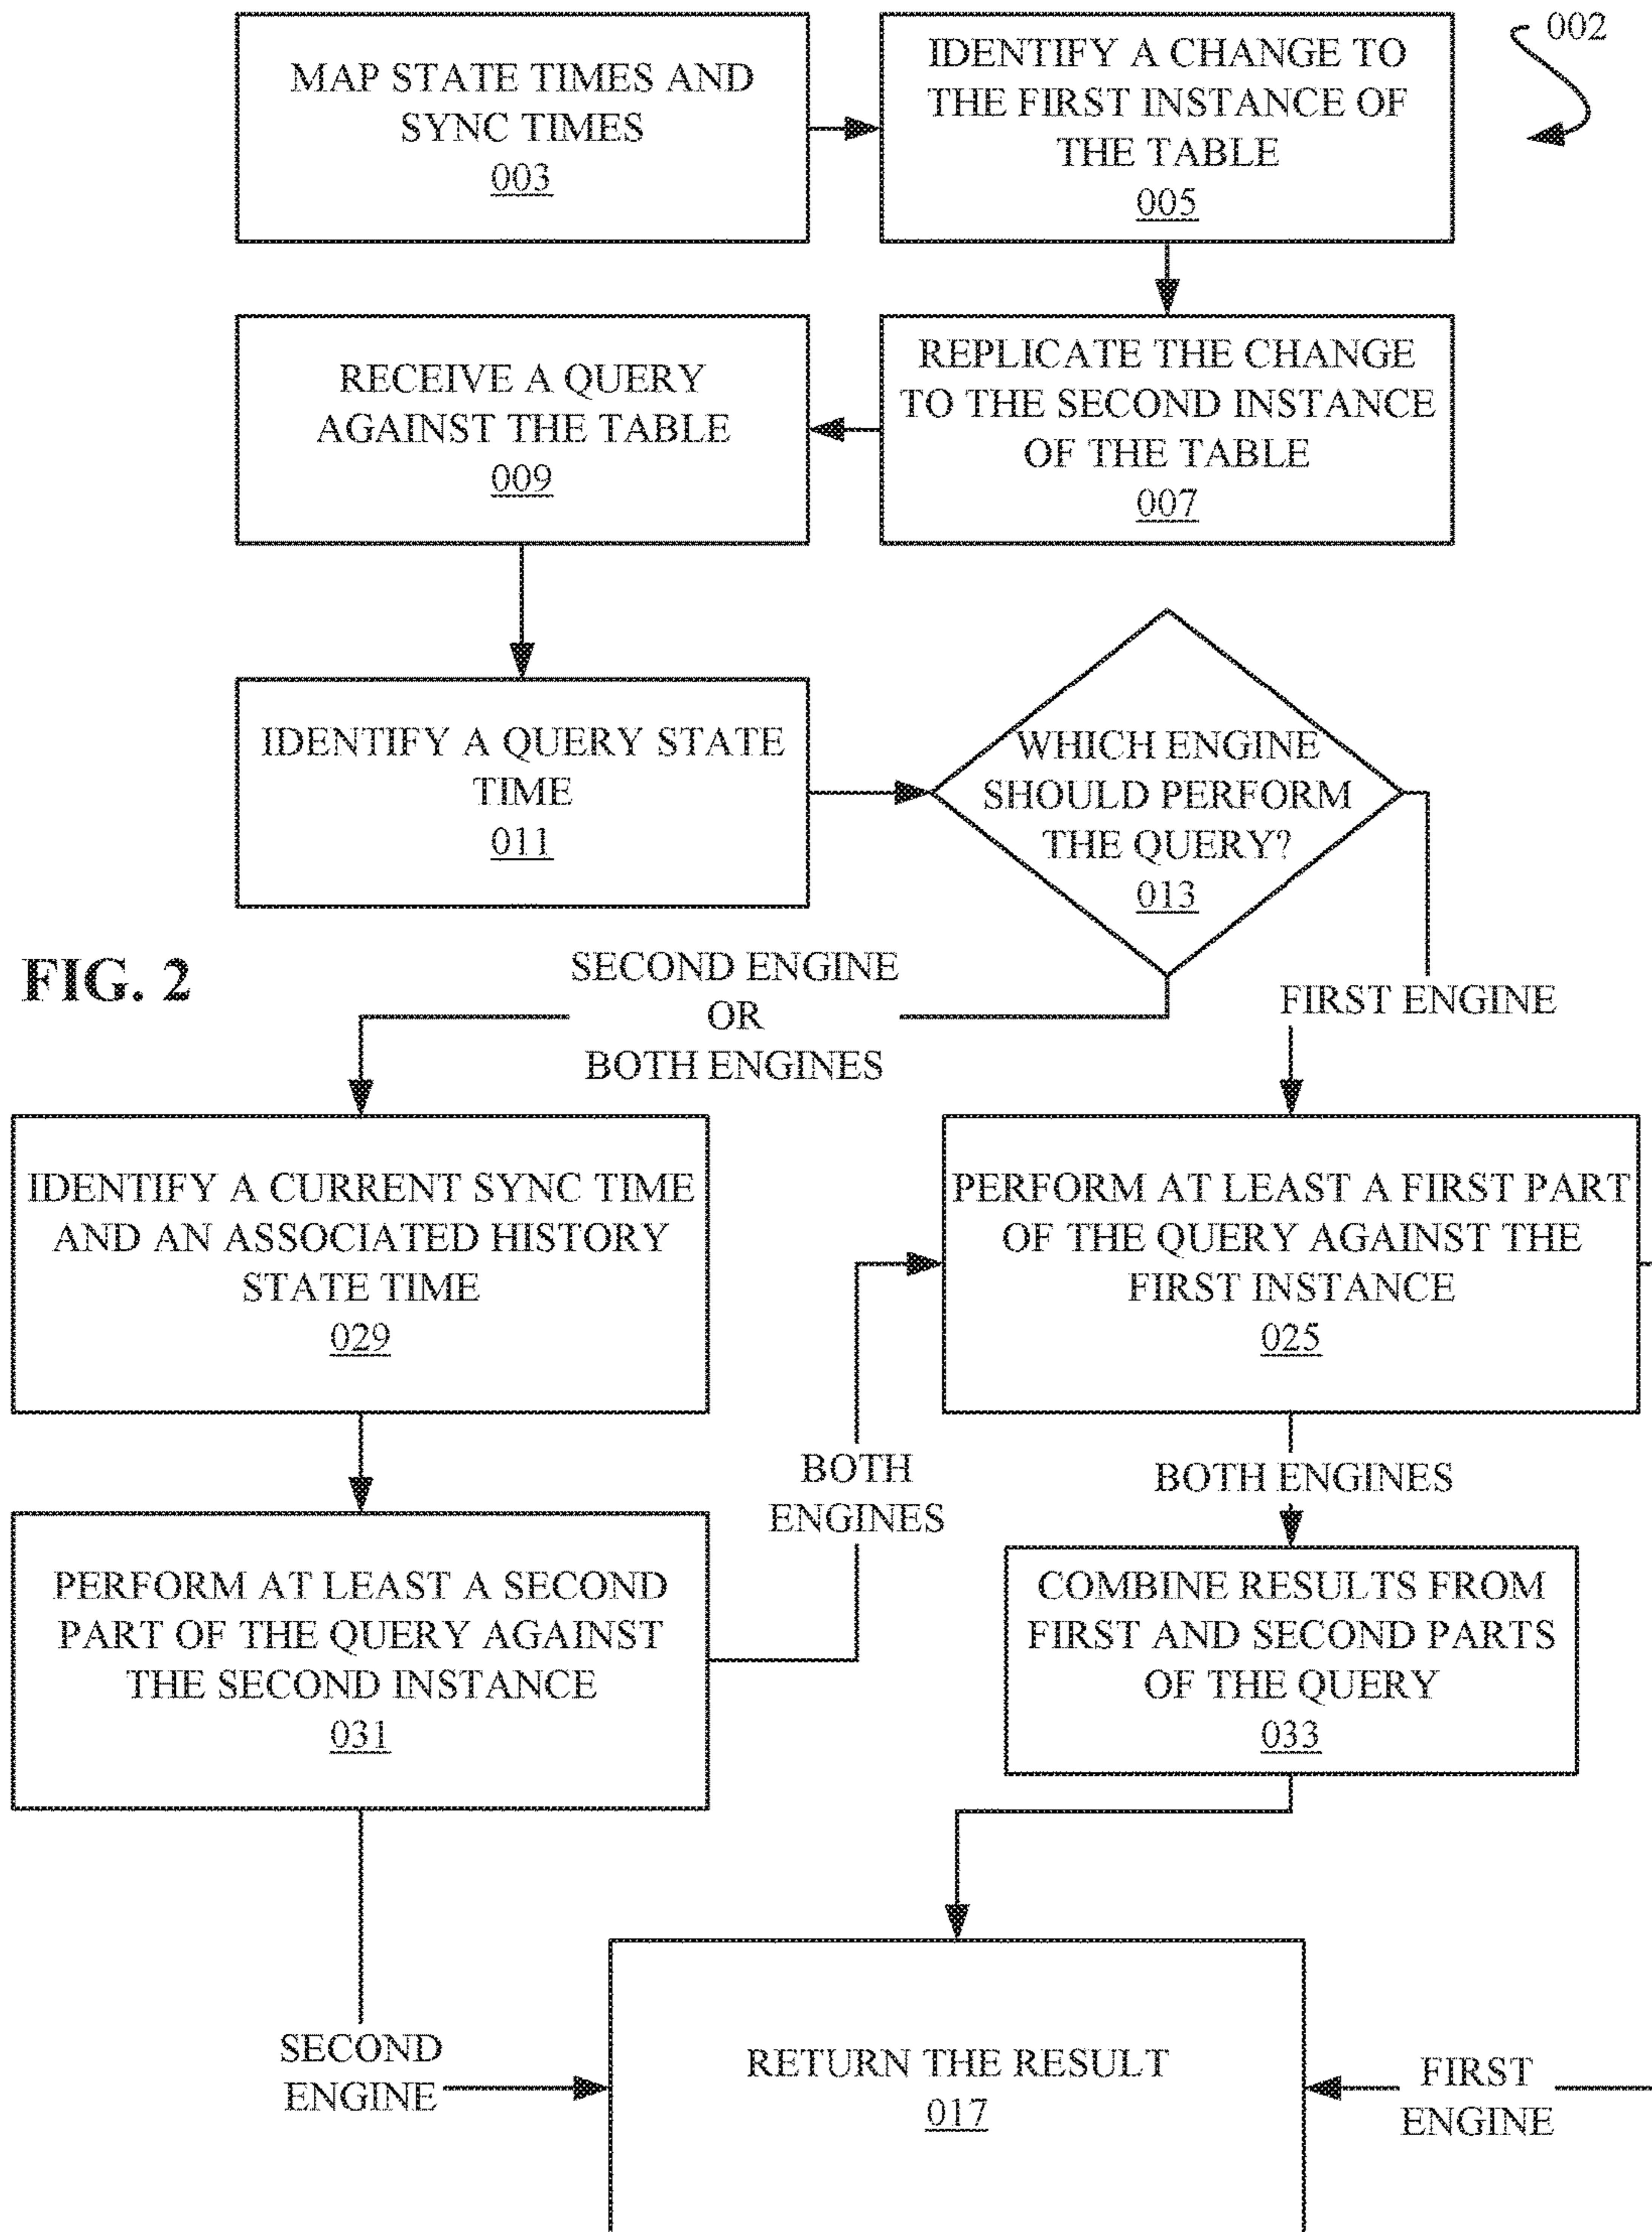 002
MAP STATE TIMES AND
SYNC TIMES
003
IDENTIFY A CHANGE TO
THE FIRST INSTANCE OF
THE TABLE
005
RECEIVE A QUERY
AGAINST THE TABLE
009
REPLICATE THE CHANGE
TO THE SECOND INSTANCE
OF THE TABLE
007
IDENTIFY A QUERY STATE
TIME
011
WHICH ENGINE
SHOULD PERFORM
THE QUERY?
013
FIG. 2
SECOND ENGINE
OR
BOTH ENGINES
FIRST ENGINE
IDENTIFY A CURRENT SYNC TIME
AND AN ASSOCIATED HISTORY
STATE TIME
029
PERFORM AT LEAST A FIRST PART
OF THE QUERY AGAINST THE
FIRST INSTANCE
025
BOTH
ENGINES
BOTH ENGINES
PERFORM AT LEAST A SECOND
PART OF THE QUERY AGAINST
THE SECOND INSTANCE
031
COMBINE RESULTS FROM
FIRST AND SECOND PARTS
OF THE QUERY
033
SECOND
ENGINE
RETURN THE RESULT
017
FIRST
ENGINE